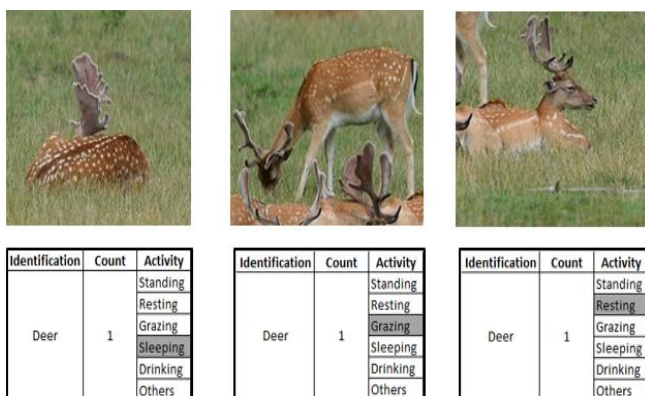 Identification Count Activity
Standing
Resting
Grazing
Deer 1
Sleeping
Drinking
Others
Identification Count Activity
Standing
Resting
Grazing
Deer 1
Sleeping
Drinking
Others
Identification Count Activity
Standing
Resting
Grazing
Deer 1
Sleeping
Drinking
Others